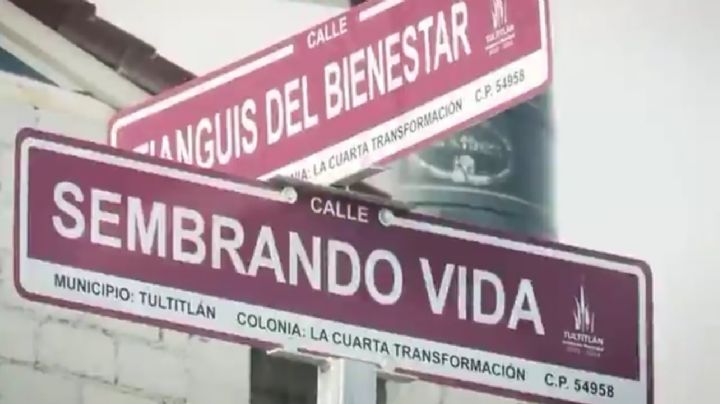 CALLE
TIANGUIS DEL BIENESTAR
COLONIA: LA CUARTA TRANSFORMACIÓN C.P. 54958
TULTITLÁN
CALLE
SEMBRANDO VIDA
MUNICIPIO: TULTITLÁN COLONIA: LA CUARTA TRANSFORMACIÓN C.P. 54958
TULTITLÁN